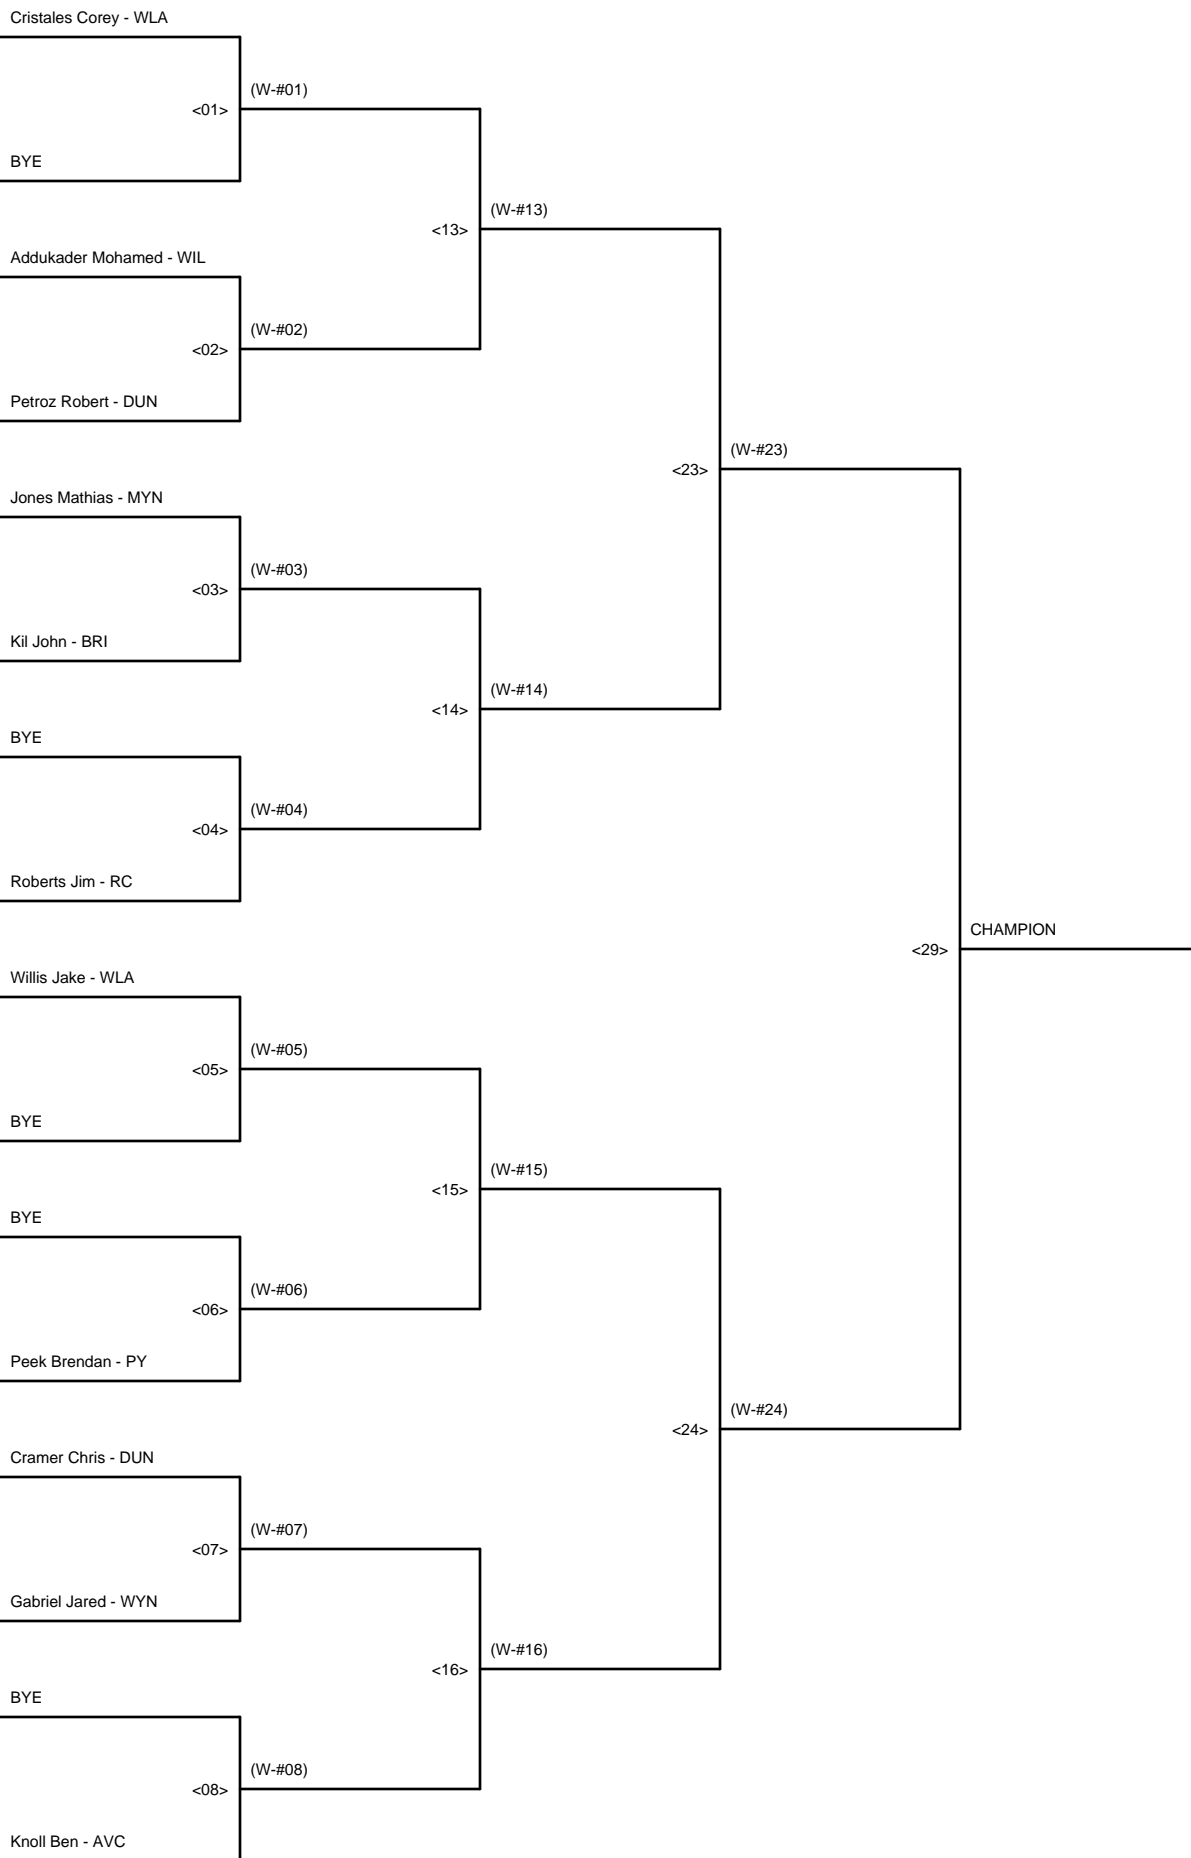 Cristales Corey - WLA
(W-#01)
<01>
BYE
(W-#13)
<13>
Addukader Mohamed - WIL
(W-#02)
<02>
Petroz Robert - DUN
(W-#23)
<23>
Jones Mathias - MYN
(W-#03)
<03>
Kil John - BRI
(W-#14)
<14>
BYE
(W-#04)
<04>
Roberts Jim - RC
CHAMPION
<29>
Willis Jake - WLA
(W-#05)
<05>
BYE
(W-#15)
<15>
BYE
(W-#06)
<06>
Peek Brendan - PY
(W-#24)
<24>
Cramer Chris - DUN
(W-#07)
<07>
Gabriel Jared - WYN
(W-#16)
<16>
BYE
(W-#08)
<08>
Knoll Ben - AVC